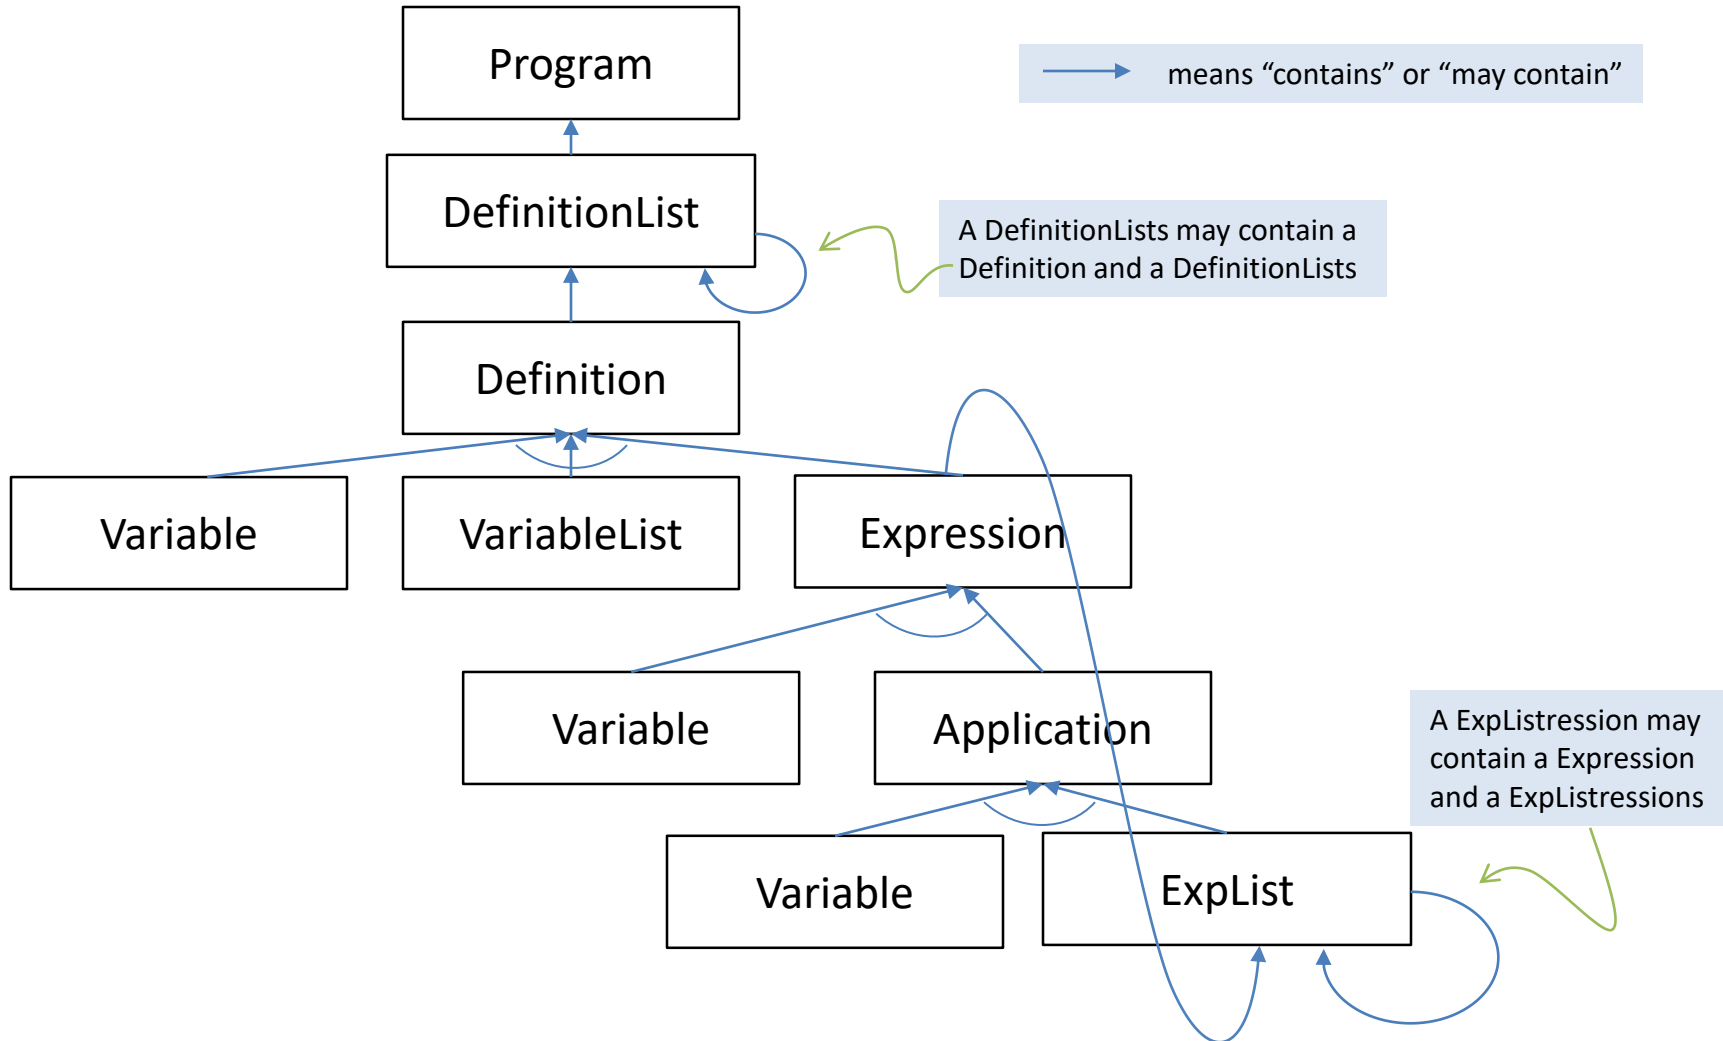 Program
means “contains” or “may contain”
DefinitionList
A DefinitionLists may contain a
Definition and a DefinitionLists
Definition
Variable
VariableList
Expression
Variable
Application
A ExpListression may
contain a Expression
and a ExpListressions
Variable
ExpList